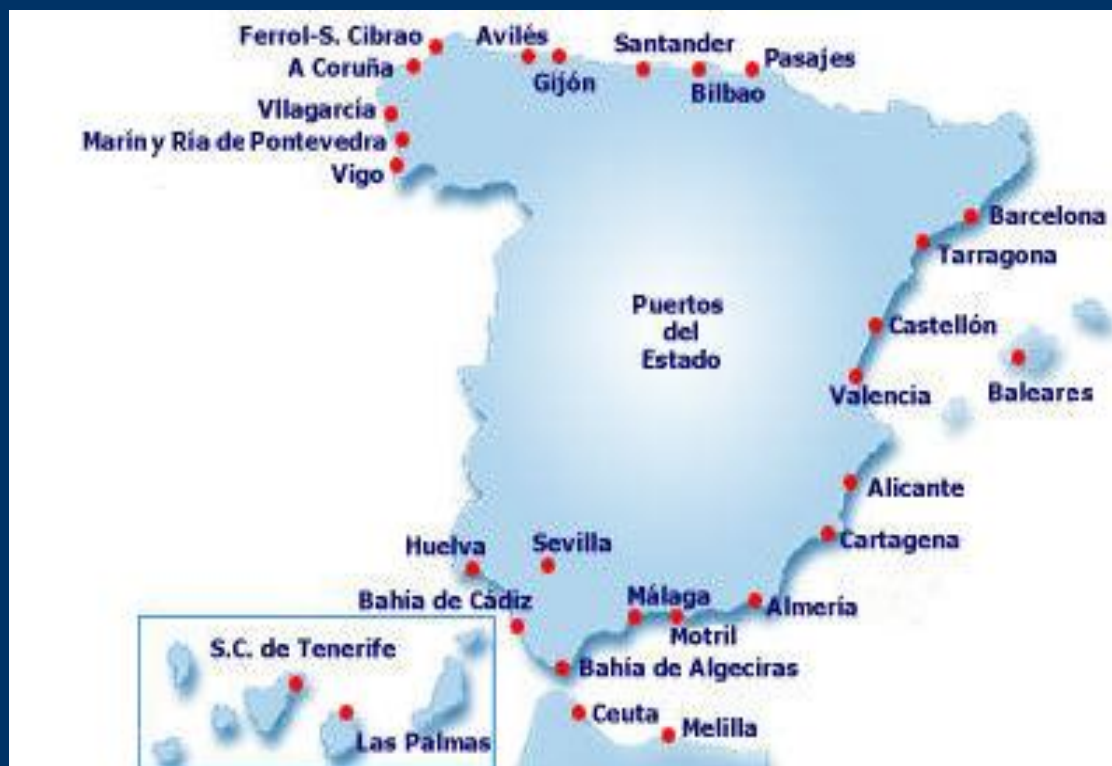 Ferrol-S. Cibrao
A Coruña
Vilagarcía
Marín y Ria de Pontevedra
Vigo
Avilés
Gijón
Santander
Bilbao
Pasajes
Barcelona
Tarragona
Castellón
Valencia
Baleares
Puertos
del
Estado
Alicante
Cartagena
Almería
Huelva
Sevilla
Bahía de Cádiz
Málaga
Motril
Bahía de Algeciras
Ceuta
Melilla
S.C. de Tenerife
Las Palmas